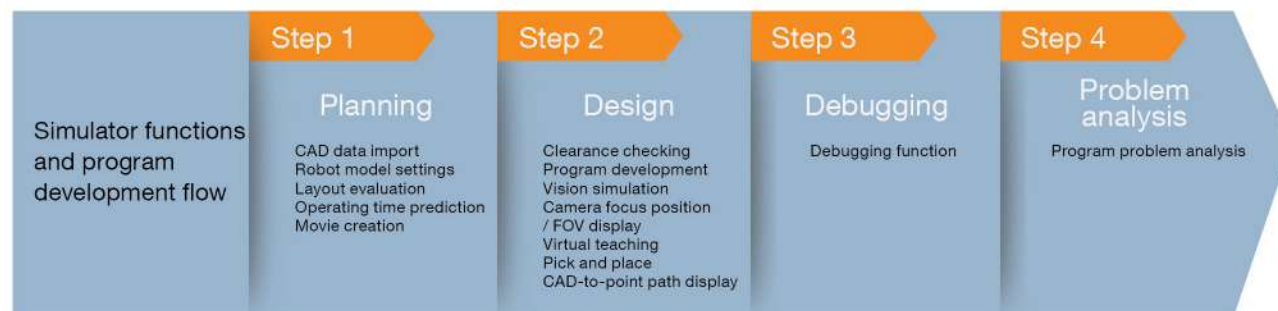 Simulator functions
and program
development flow
Step 1
Planning
CAD data import
Robot model settings
Layout evaluation
Operating time prediction
Movie creation
Step 2
Design
Clearance checking
Program development
Vision simulation
Camera focus position
/ FOV display
Virtual teaching
Pick and place
CAD-to-point path display
Step 3
Debugging
Debugging function
Step 4
Problem
analysis
Program problem analysis